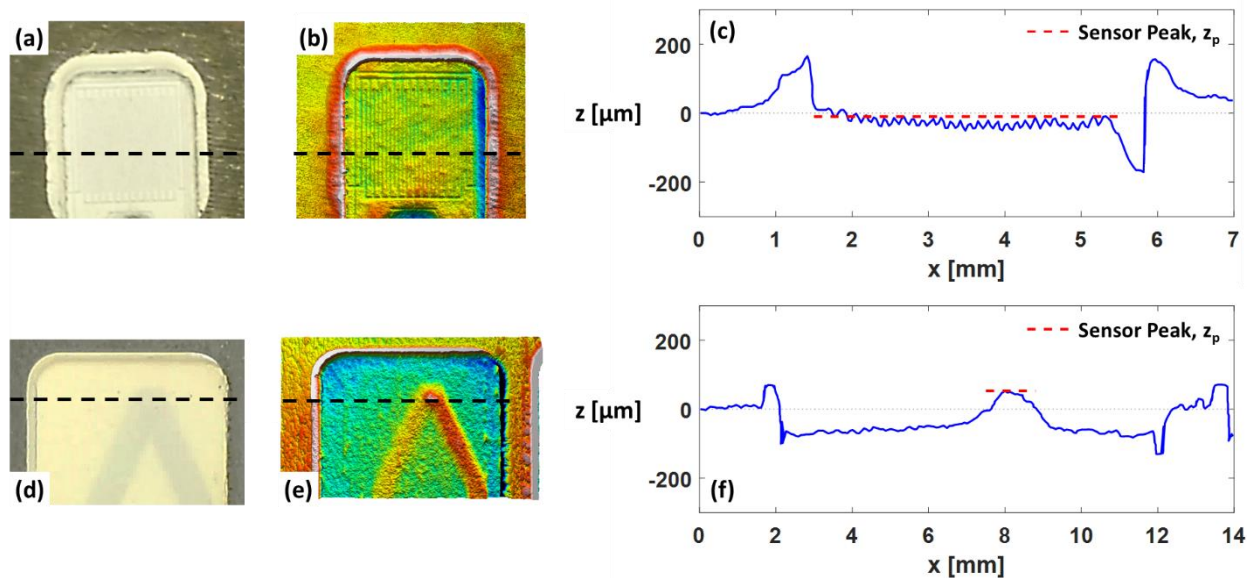 (a)
(b)
(c)
Sensor Peak, zp
200
0
-200
z [µm]
0 1 2 3 4 5 6 7
x [mm]
(d)
(e)
(f)
Sensor Peak, zp
200
0
-200
z [µm]
0 2 4 6 8 10 12 14
x [mm]